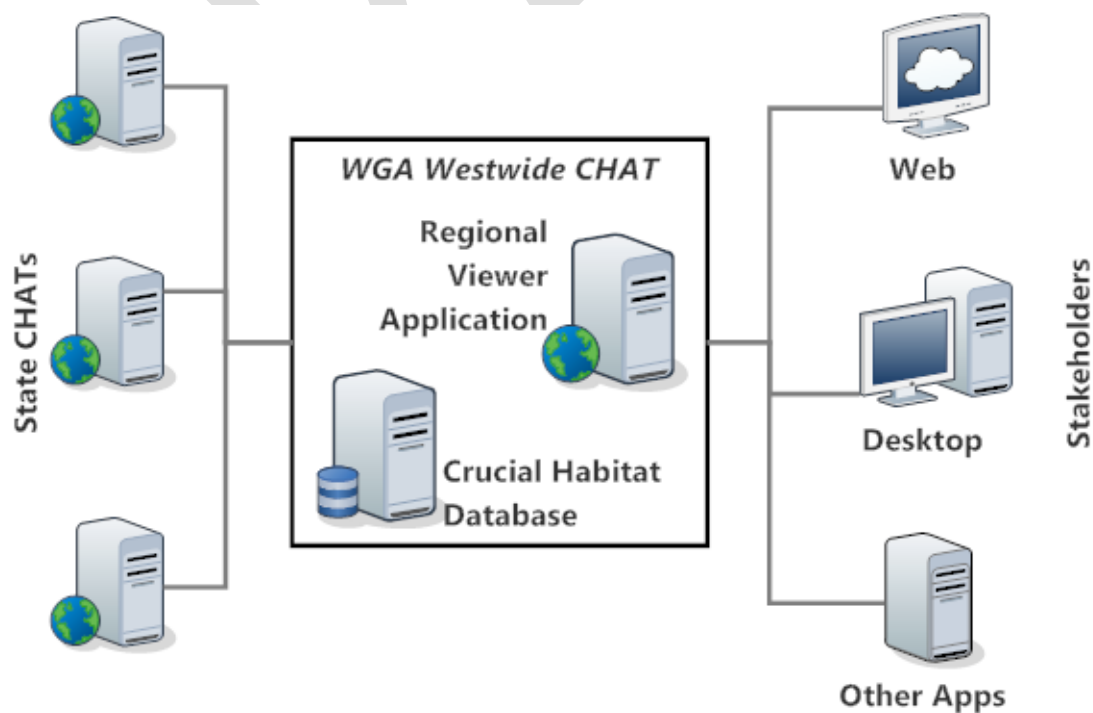 State CHATs
WGA Westwide CHAT
Regional
Viewer
Application
Crucial Habitat
Database
Web
Desktop
Other Apps
Stakeholders